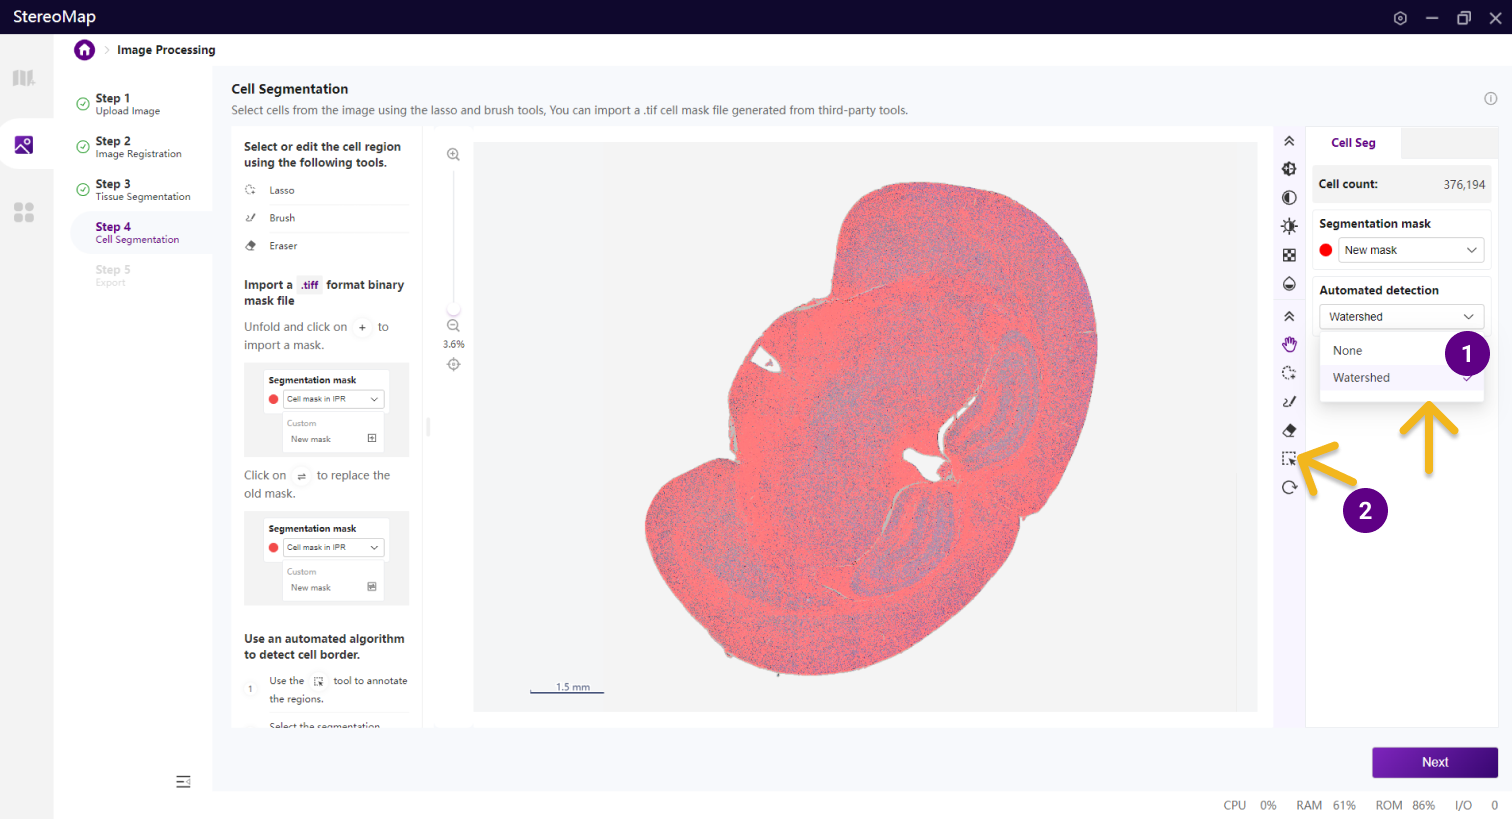 StereoMap
Image Processing
Step 1
Upload Image
Step 2
Image Registration
Step 3
Tissue Segmentation
Step 4
Cell Segmentation
Step 5
Export
Cell Segmentation
Select cells from the image using the lasso and brush tools, You can import a .tif cell mask file generated from third-party tools.
Select or edit the cell region
using the following tools.
Lasso
Brush
Eraser
Import a .tiff format binary
mask file
Unfold and click on + to
import a mask.
Segmentation mask
Cell mask in IPR
Custom
New mask
Click on ⇌ to replace the
old mask.
Segmentation mask
Cell mask in IPR
Custom
New mask
Use an automated algorithm
to detect cell border.
1 Use the tool to annotate
the regions.
Select the segmentation
3.6%
1.5 mm
Cell Seg
Cell count: 376,194
Segmentation mask
New mask
Automated detection
Watershed
None
Watershed
1
2
Next
CPU 0% RAM 61% ROM 86% I/O 0